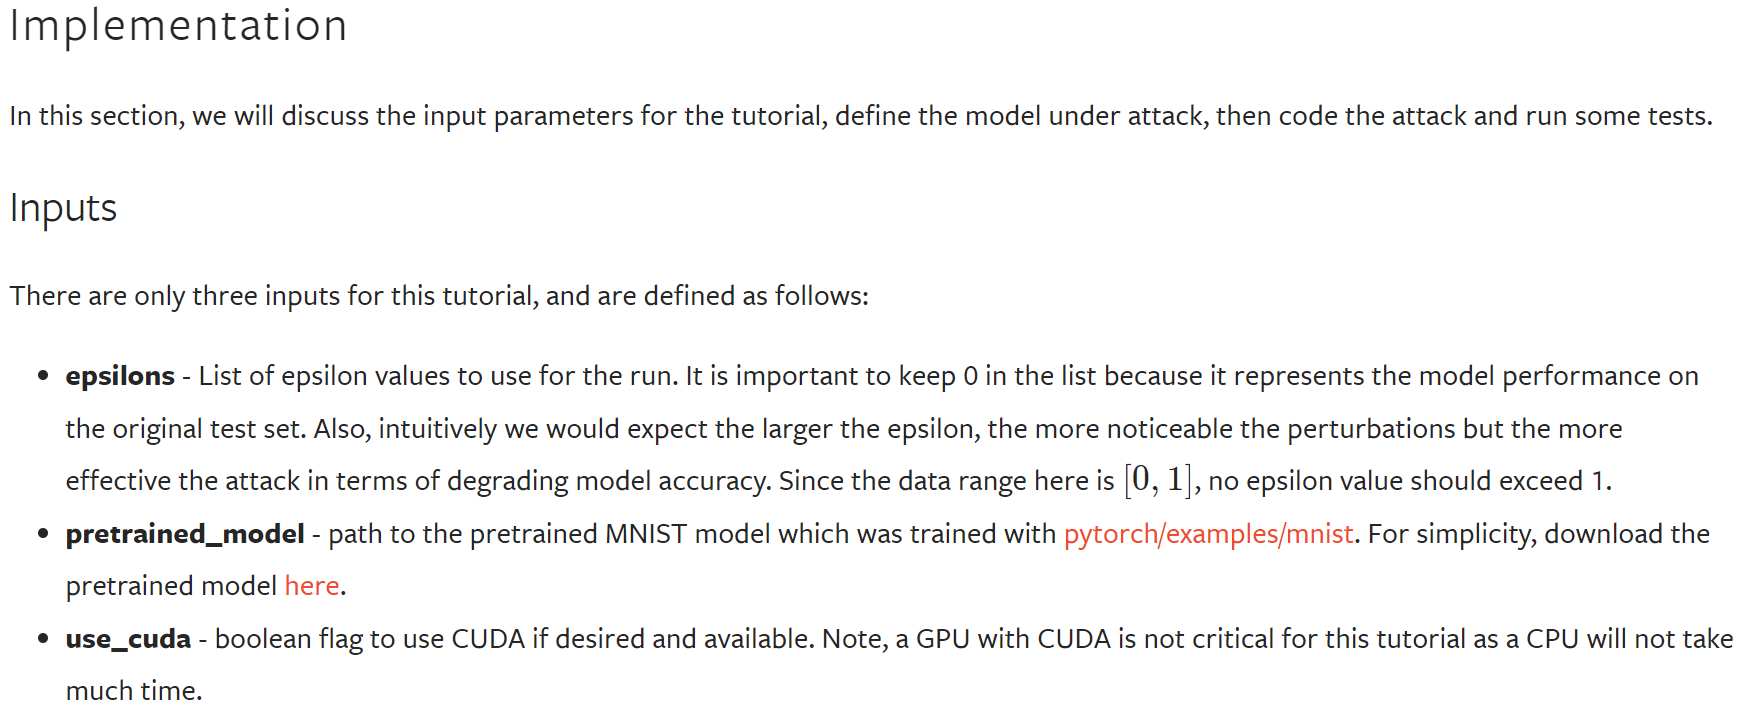 Implementation
In this section, we will discuss the input parameters for the tutorial, define the model under attack, then code the attack and run some tests.
Inputs
There are only three inputs for this tutorial, and are defined as follows:
• epsilons - List of epsilon values to use for the run. It is important to keep 0 in the list because it represents the model performance on
the original test set. Also, intuitively we would expect the larger the epsilon, the more noticeable the perturbations but the more
effective the attack in terms of degrading model accuracy. Since the data range here is [0, 1], no epsilon value should exceed 1.
• pretrained_model - path to the pretrained MNIST model which was trained with pytorch/examples/mnist. For simplicity, download the
pretrained model here.
• use_cuda - boolean flag to use CUDA if desired and available. Note, a GPU with CUDA is not critical for this tutorial as a CPU will not take
much time.